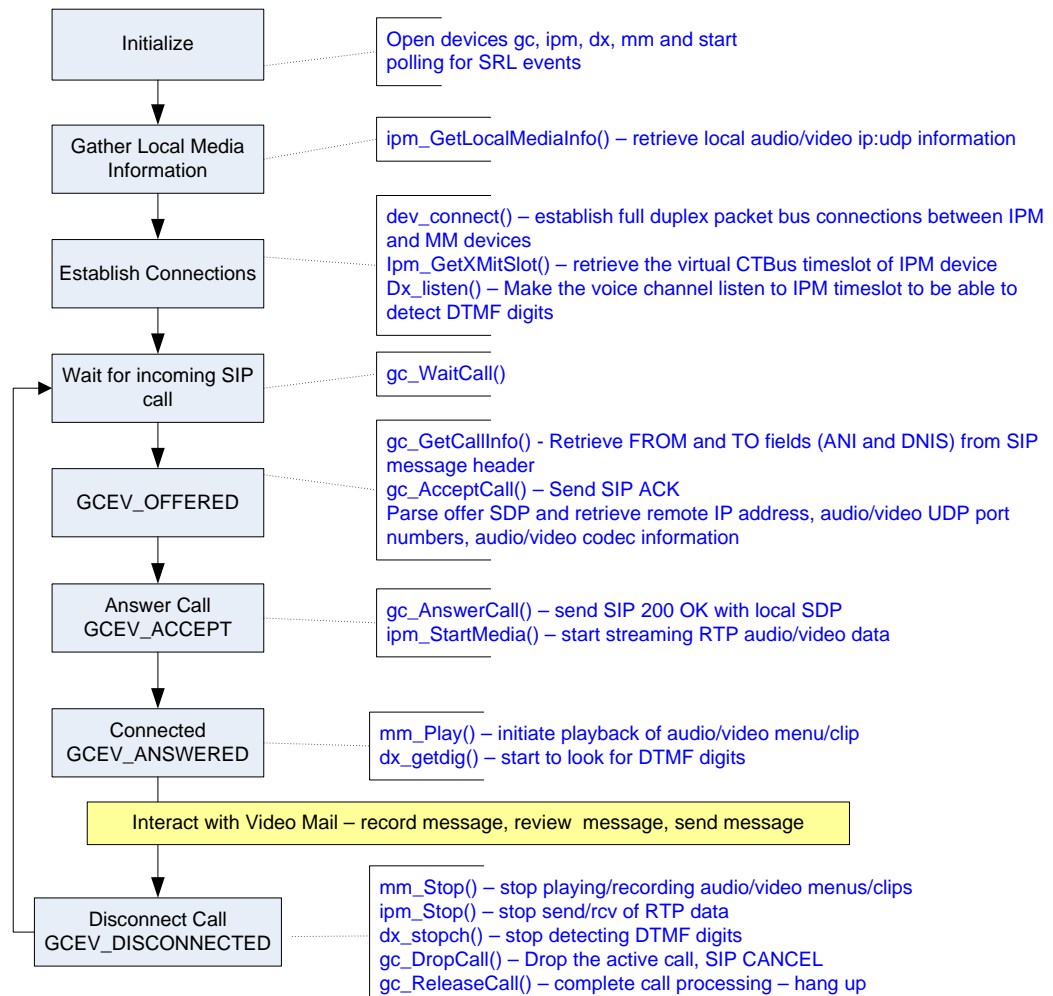 Initialize
Open devices gc, ipm, dx, mm and start
polling for SRL events
Gather Local Media
Information
ipm_GetLocalMediaInfo() – retrieve local audio/video ip:udp information
Establish Connections
dev_connect() – establish full duplex packet bus connections between IPM
and MM devices
Ipm_GetXMitSlot() – retrieve the virtual CTBus timeslot of IPM device
Dx_listen() – Make the voice channel listen to IPM timeslot to be able to
detect DTMF digits
Wait for incoming SIP
call
gc_WaitCall()
GCEV_OFFERED
gc_GetCallInfo() - Retrieve FROM and TO fields (ANI and DNIS) from SIP
message header
gc_AcceptCall() – Send SIP ACK
Parse offer SDP and retrieve remote IP address, audio/video UDP port
numbers, audio/video codec information
Answer Call
GCEV_ACCEPT
gc_AnswerCall() – send SIP 200 OK with local SDP
ipm_StartMedia() – start streaming RTP audio/video data
Connected
GCEV_ANSWERED
mm_Play() – initiate playback of audio/video menu/clip
dx_getdig() – start to look for DTMF digits
Interact with Video Mail – record message, review  message, send message
Disconnect Call
GCEV_DISCONNECTED
mm_Stop() – stop playing/recording audio/video menus/clips
ipm_Stop() – stop send/rcv of RTP data
dx_stopch() – stop detecting DTMF digits
gc_DropCall() – Drop the active call, SIP CANCEL
gc_ReleaseCall() – complete call processing – hang up